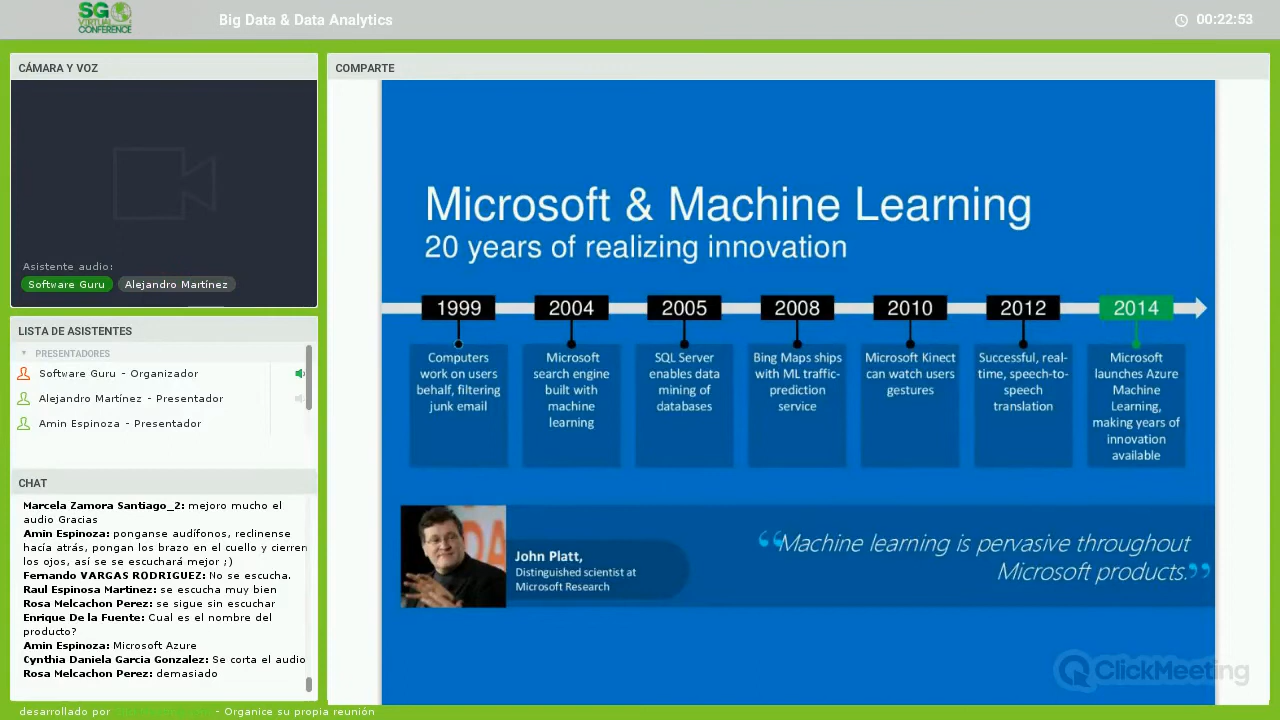 SG
VIRTUAL
CONFERENCE
Big Data & Data Analytics
00:22:53
CÁMARA Y VOZ
Asistente audio:
Software Guru
Alejandro Martínez
LISTA DE ASISTENTES
PRESENTADORES
Software Guru - Organizador
Alejandro Martínez - Presentador
Amin Espinoza - Presentador
CHAT
Marcela Zamora Santiago_2: mejoro mucho el
audio Gracias
Amin Espinoza: ponganse audífonos, reclinense
hacía atrás, pongan los brazo en el cuello y cierren
los ojos, así se se escuchará mejor ;)
Fernando VARGAS RODRIGUEZ: No se escucha.
Raul Espinosa Martinez: se escucha muy bien
Rosa Melcachon Perez: se sigue sin escuchar
Enrique De la Fuente: Cual es el nombre del
producto?
Amin Espinoza: Microsoft Azure
Cynthia Daniela Garcia Gonzalez: Se corta el audio
Rosa Melcachon Perez: demasiado
desarrollado por
- Organice su propia reunión
COMPARTE
Microsoft & Machine Learning
20 years of realizing innovation
1999
Computers
work on users
behalf, filtering
junk email
2004
Microsoft
search engine
built with
machine
learning
2005
SQL Server
enables data
mining of
databases
2008
Bing Maps ships
with ML traffic-
prediction
service
2010
Microsoft Kinect
can watch users
gestures
2012
Successful, real-
time, speech-to-
speech
translation
2014
Microsoft
launches Azure
Machine
Learning,
making years of
innovation
available
John Platt,
Distinguished scientist at
Microsoft Research
“Machine learning is pervasive throughout
Microsoft products.”
ClickMeeting